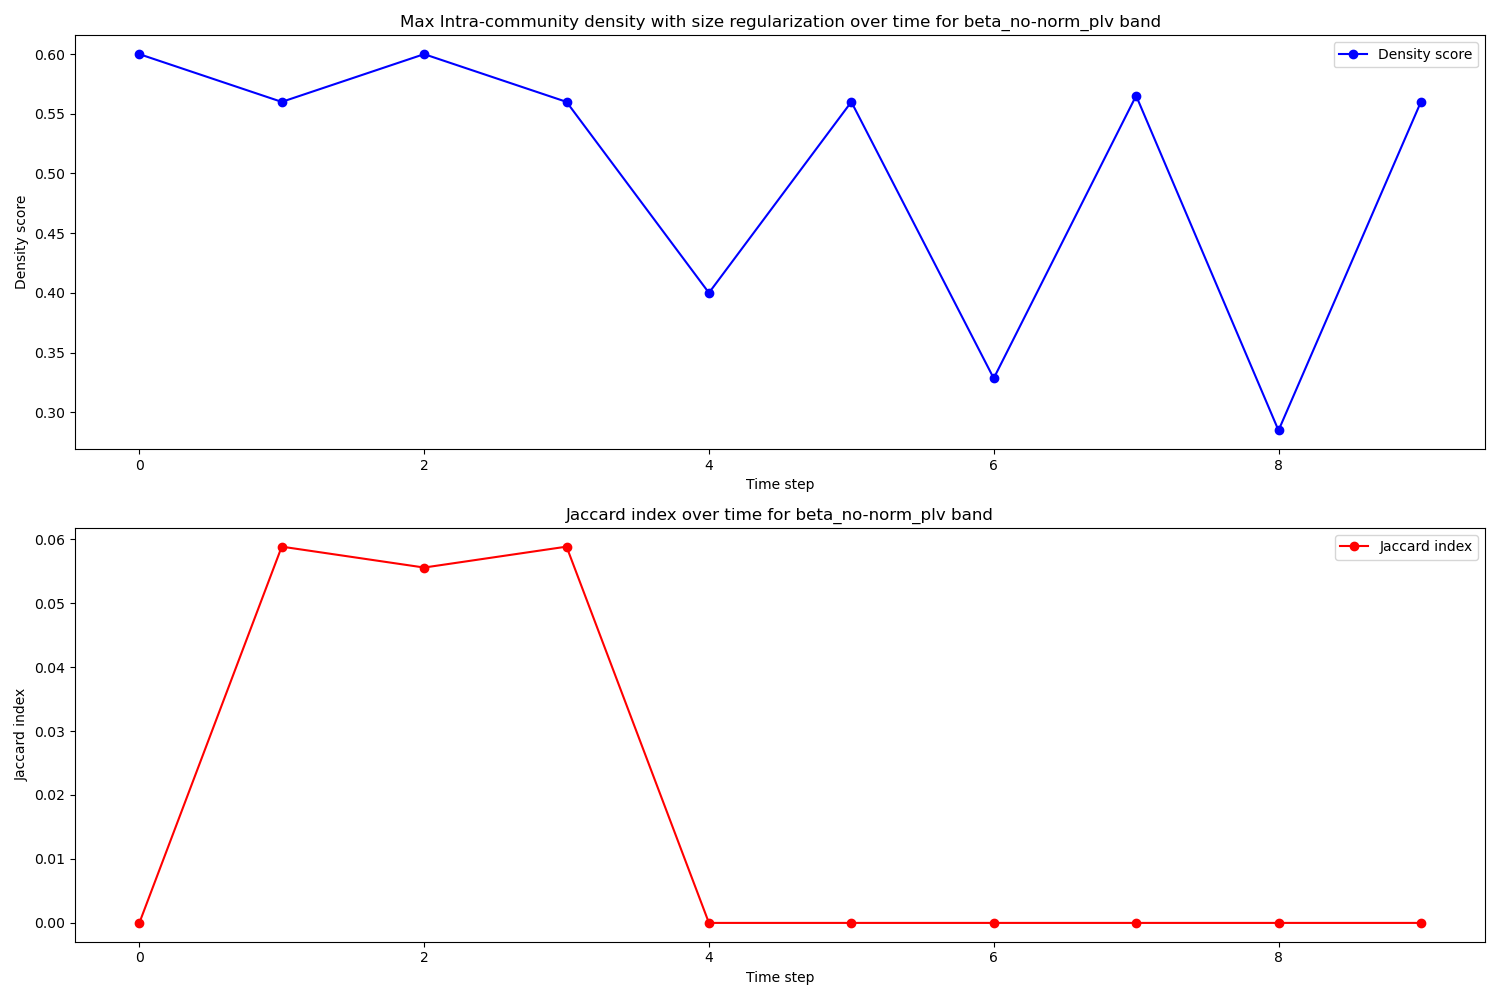 Max Intra-community density with size regularization over time for beta_no-norm_plv band
Density score
0.60
0.55
0.50
0.45
0.40
0.35
0.30
Density score
0 2 4 6 8
Time step
Jaccard index over time for beta_no-norm_plv band
Jaccard index
0.06
0.05
0.04
0.03
0.02
0.01
0.00
Jaccard index
0 2 4 6 8
Time step